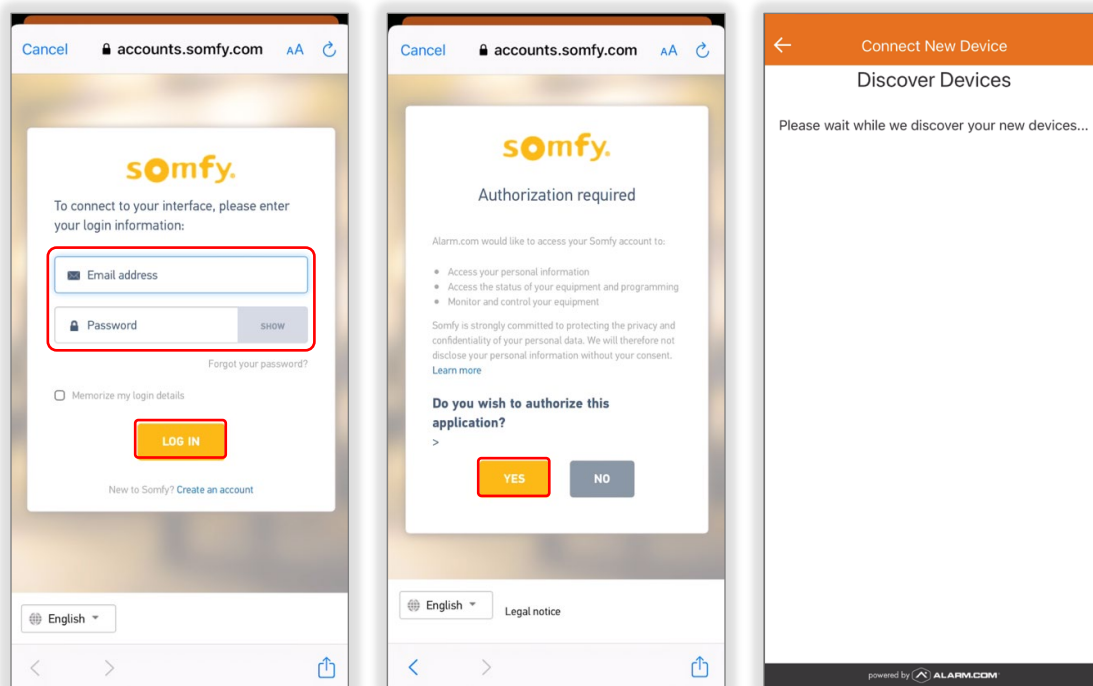 Cancel
accounts.somfy.com
AA
somfy.
To connect to your interface, please enter
your login information:
Email address
Password
SHOW
Forgot your password?
Memorize my login details
LOG IN
New to Somfy? Create an account
English
Cancel
accounts.somfy.com
AA
somfy.
Authorization required
Alarm.com would like to access your Somfy account to:
• Access your personal information
• Access the status of your equipment and programming
• Monitor and control your equipment
Somfy is strongly committed to protecting the privacy and
confidentiality of your personal data. We will therefore not
disclose your personal information without your consent.
Learn more
Do you wish to authorize this
application?
>
YES
NO
English
Legal notice
Connect New Device
Discover Devices
Please wait while we discover your new devices...
powered by ALARM.COM